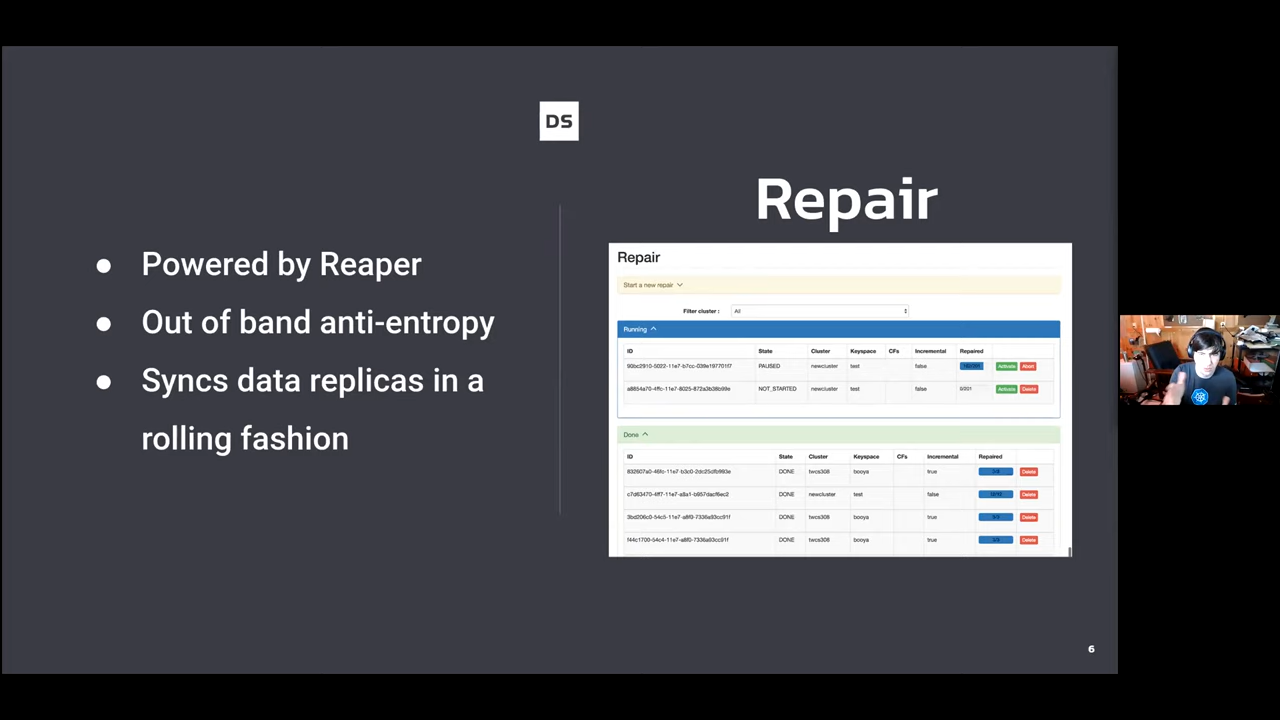 DS
Repair
● Powered by Reaper
● Out of band anti-entropy
● Syncs data replicas in a
rolling fashion
Repair
Start a new repair
Filter cluster : All
Running
ID State Cluster Keyspace CFs Incremental Repaired
PAUSED newcluster test false Activate Abort
NOT_STARTED newcluster test false 0/201 Activate Delete
Done
ID State Cluster Keyspace CFs Incremental Repaired
DONE twcs308 booya true Delete
DONE newcluster test false Delete
DONE twcs308 booya true Delete
DONE twcs308 booya true Delete
6